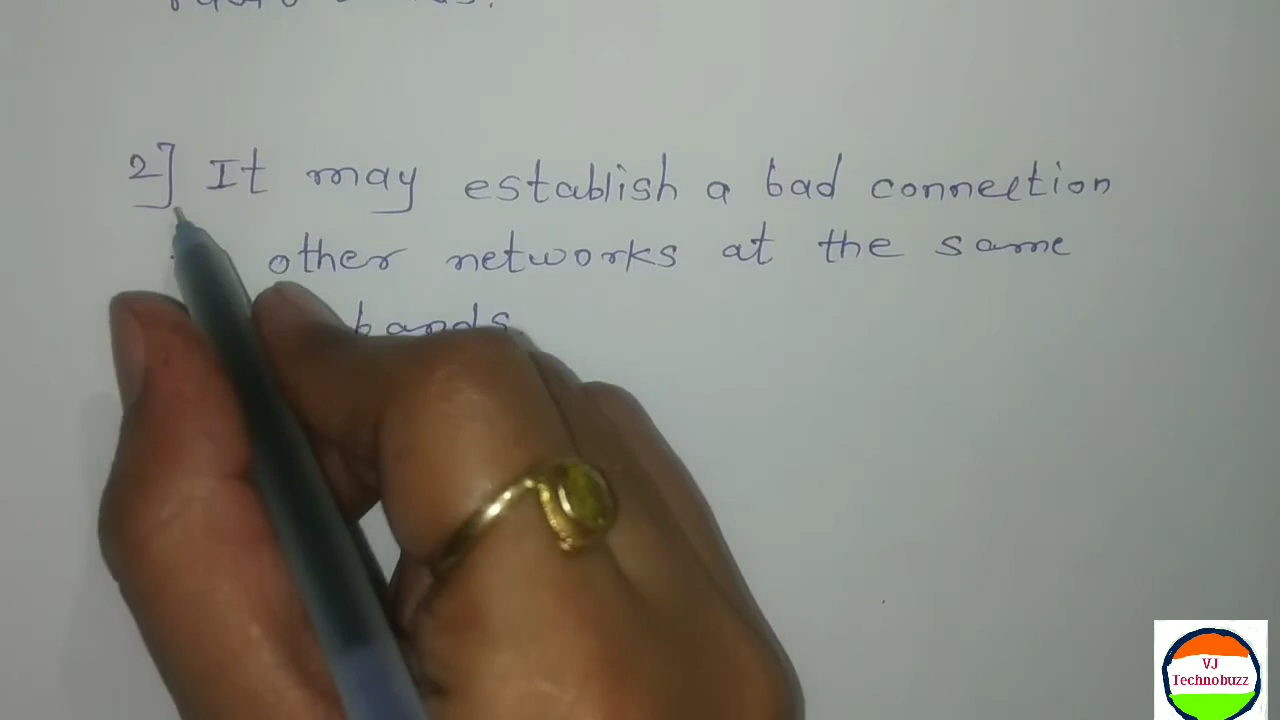 2] It may establish a bad connection
other networks at the same
bands.
VJ
Technobuzz